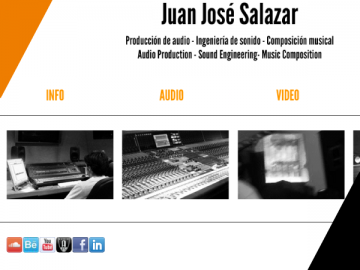 Juan José Salazar
Producción de audio - Ingeniería de sonido - Composición musical
Audio Production - Sound Engineering- Music Composition
INFO AUDIO VIDEO
Bē You Tube f in